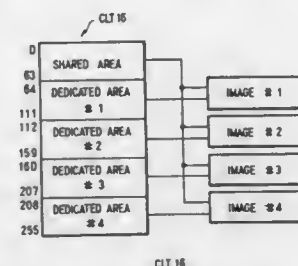 CLT 16
0
SHARED AREA
63
64
DEDICATED AREA
# 1
IMAGE # 1
111
112
DEDICATED AREA
# 2
IMAGE # 2
159
160
DEDICATED AREA
# 3
IMAGE # 3
207
208
DEDICATED AREA
# 4
IMAGE # 4
255
CLT 16